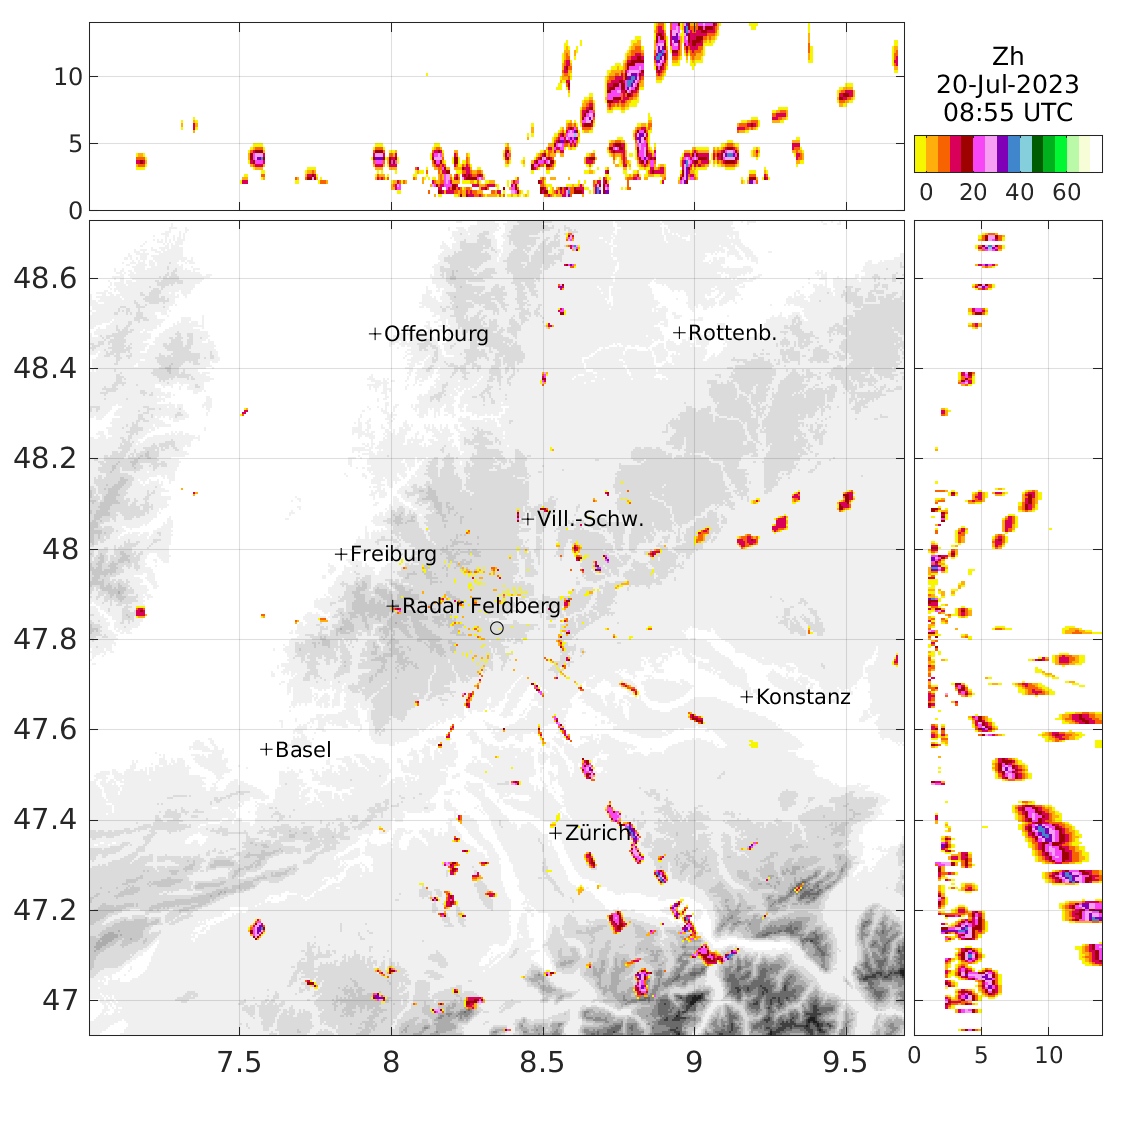 10
5
0
Zh
20-Jul-2023
08:55 UTC
0 20 40 60
48.6
48.4
48.2
48
47.8
47.6
47.4
47.2
47
+Offenburg
+Rottenb.
+Vill.-Schw.
+Freiburg
+Radar Feldberg
+Konstanz
+Basel
+Zürich
7.5 8 8.5 9 9.5
0 5 10